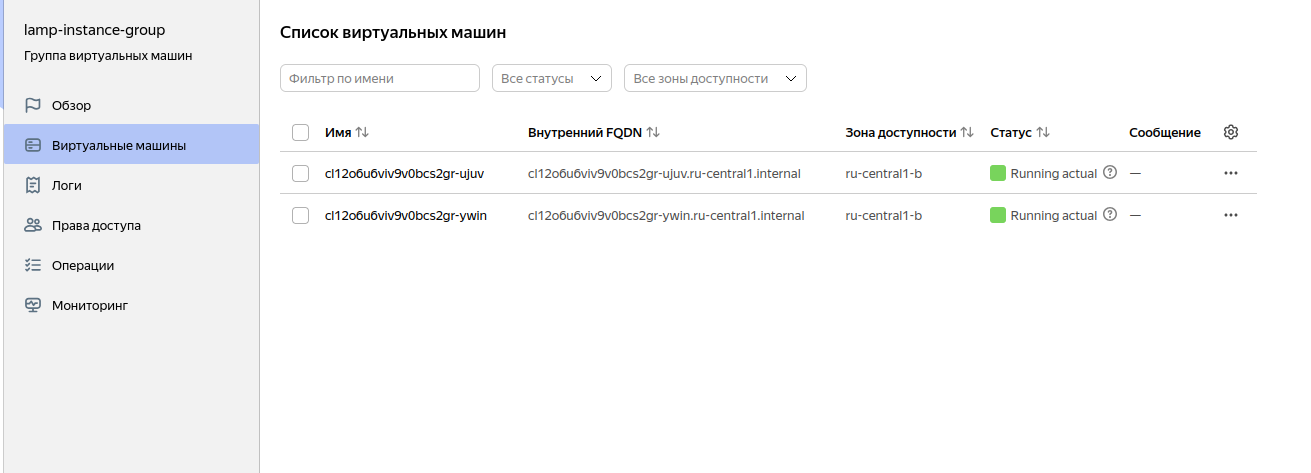 lamp-instance-group
Группа виртуальных машин
Обзор
Виртуальные машины
Логи
Права доступа
Операции
Мониторинг
Список виртуальных машин
Фильтр по имени Все статусы Все зоны доступности
Имя Внутренний FQDN Зона доступности Статус Сообщение
cl12o6u6viv9v0bcs2gr-ujuv cl12o6u6viv9v0bcs2gr-ujuv.ru-central1.internal ru-central1-b Running actual —
cl12o6u6viv9v0bcs2gr-ywin cl12o6u6viv9v0bcs2gr-ywin.ru-central1.internal ru-central1-b Running actual —